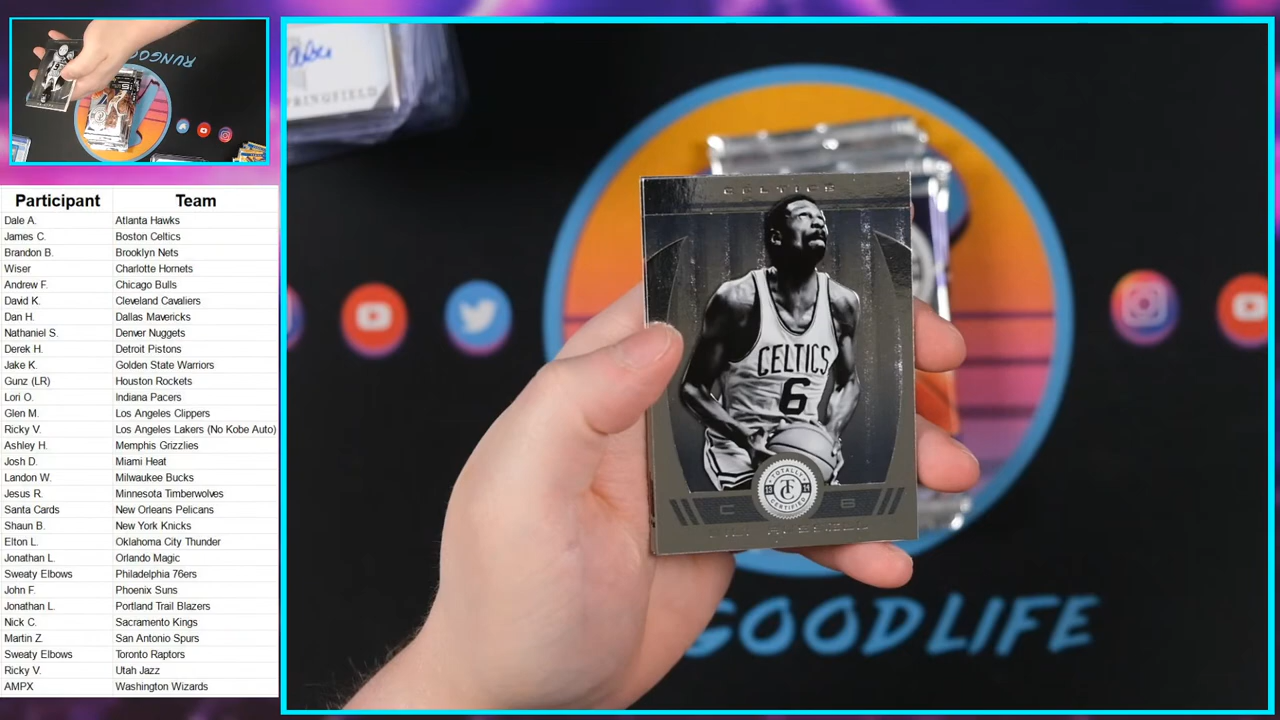 RUNGOOD
Participant Team
Dale A. Atlanta Hawks
James C. Boston Celtics
Brandon B. Brooklyn Nets
Wiser Charlotte Hornets
Andrew F. Chicago Bulls
David K. Cleveland Cavaliers
Dan H. Dallas Mavericks
Nathaniel S. Denver Nuggets
Derek H. Detroit Pistons
Jake K. Golden State Warriors
Gunz (LR) Houston Rockets
Lori O. Indiana Pacers
Glen M. Los Angeles Clippers
Ricky V. Los Angeles Lakers (No Kobe Auto)
Ashley H. Memphis Grizzlies
Josh D. Miami Heat
Landon W. Milwaukee Bucks
Jesus R. Minnesota Timberwolves
Santa Cards New Orleans Pelicans
Shaun B. New York Knicks
Elton L. Oklahoma City Thunder
Jonathan L. Orlando Magic
Sweaty Elbows Philadelphia 76ers
John F. Phoenix Suns
Jonathan L. Portland Trail Blazers
Nick C. Sacramento Kings
Martin Z. San Antonio Spurs
Sweaty Elbows Toronto Raptors
Ricky V. Utah Jazz
AMPX Washington Wizards
SPRINGFIELD
CELTICS
CELTICS
6
TOTALLY
13 TC 14
CERTIFIED
C B
GOODLIFE